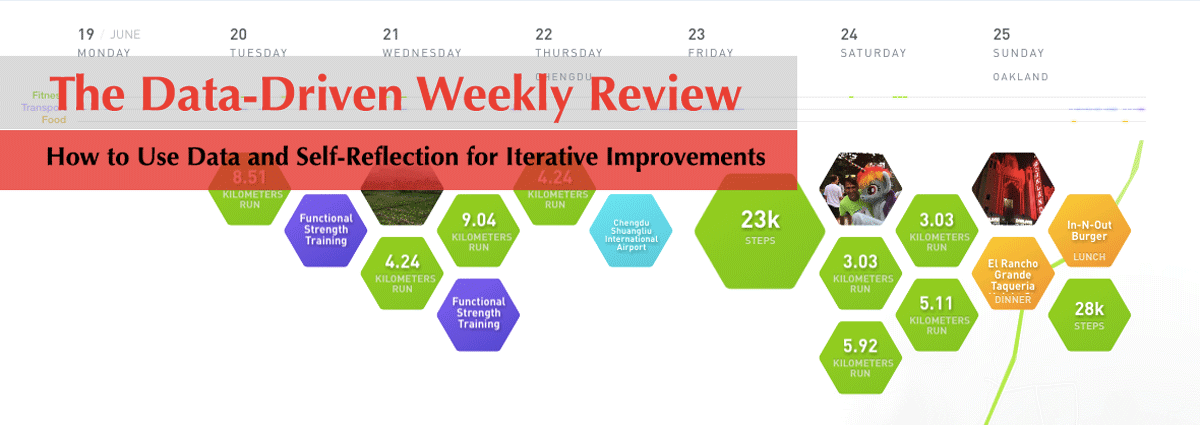 19 / JUNE
MONDAY
20
TUESDAY
21
WEDNESDAY
22
THURSDAY
CHENGDU
23
FRIDAY
24
SATURDAY
25
SUNDAY
OAKLAND
The Data-Driven Weekly Review
Fitness
Transport
Food
How to Use Data and Self-Reflection for Iterative Improvements
8.51
KILOMETERS
RUN
Functional
Strength
Training
4.24
KILOMETERS
RUN
9.04
KILOMETERS
RUN
Functional
Strength
Training
4.24
KILOMETERS
RUN
Chengdu
Shuangliu
International
Airport
23k
STEPS
3.03
KILOMETERS
RUN
5.92
KILOMETERS
RUN
3.03
KILOMETERS
RUN
5.11
KILOMETERS
RUN
El Rancho
Grande
Taqueria
DINNER
In-N-Out
Burger
LUNCH
28k
STEPS